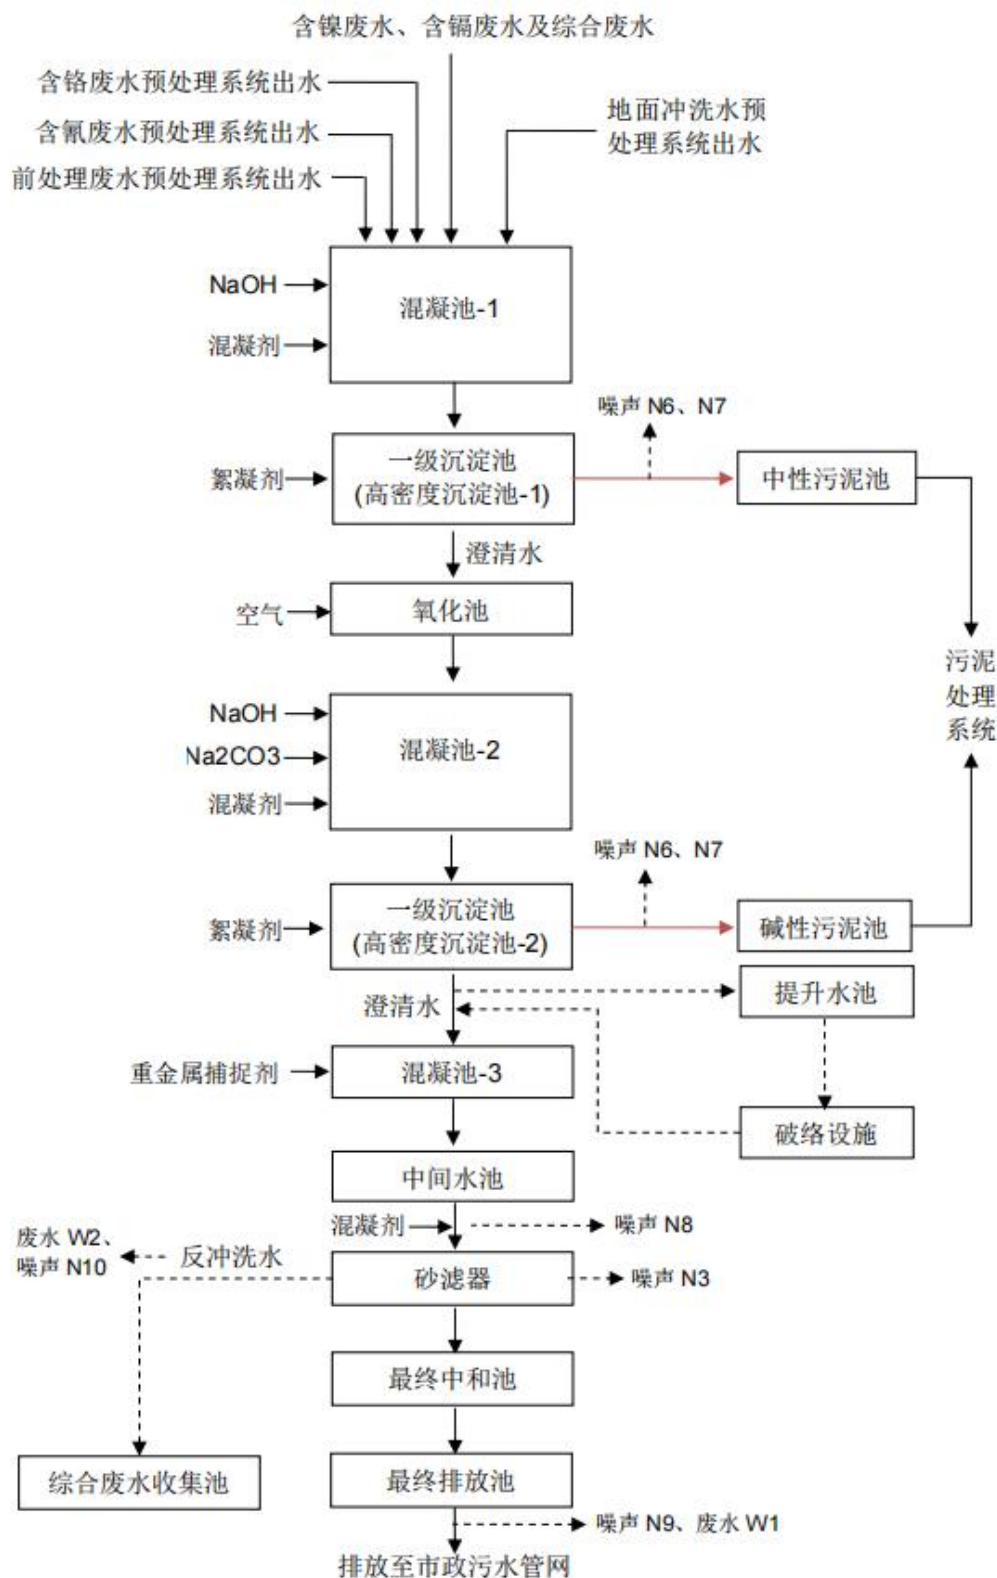 含镍废水、含镉废水及综合废水
含铬废水预处理系统出水
地面冲洗水预
处理系统出水
含氰废水预处理系统出水
前处理废水预处理系统出水
NaOH
混凝池-1
混凝剂
噪声 N6、N7
一级沉淀池
(高密度沉淀池-1)
絮凝剂
中性污泥池
澄清水
空气
氧化池
污泥
处理
系统
NaOH
Na2CO3
混凝池-2
混凝剂
噪声 N6、N7
一级沉淀池
(高密度沉淀池-2)
絮凝剂
碱性污泥池
提升水池
澄清水
重金属捕捉剂
混凝池-3
破络设施
中间水池
混凝剂
噪声 N8
废水 W2、
噪声 N10
反冲洗水
砂滤器
噪声 N3
最终中和池
综合废水收集池
最终排放池
噪声 N9、废水 W1
排放至市政污水管网